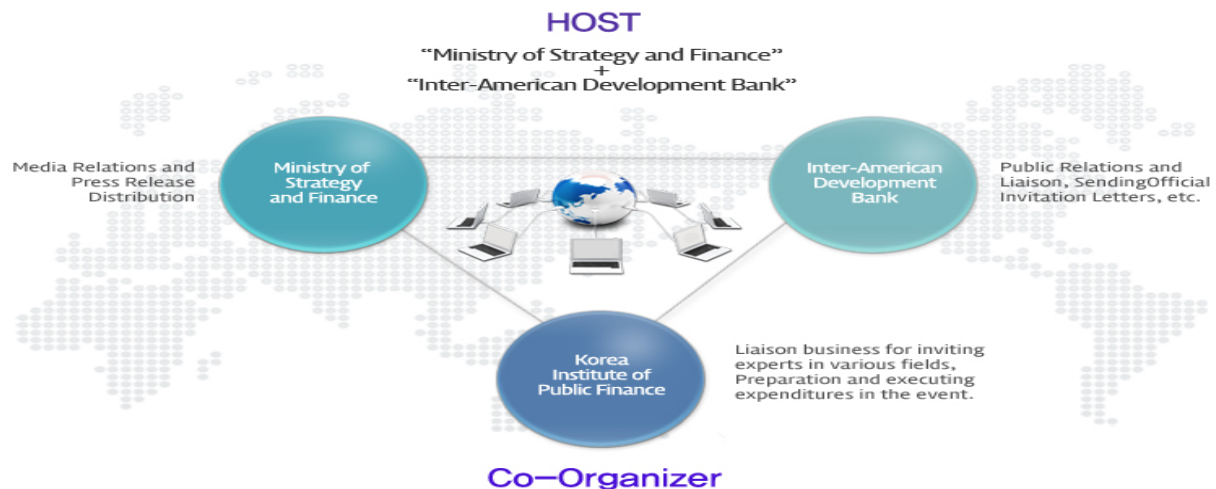 HOST
“Ministry of Strategy and Finance”
+
“Inter-American Development Bank”
Media Relations and
Press Release
Distribution
Ministry of
Strategy
and Finance
Inter-American
Development
Bank
Public Relations and
Liaison, SendingOfficial
Invitation Letters, etc.
Korea
Institute of
Public Finance
Liaison business for inviting
experts in various fields,
Preparation and executing
expenditures in the event.
Co-Organizer